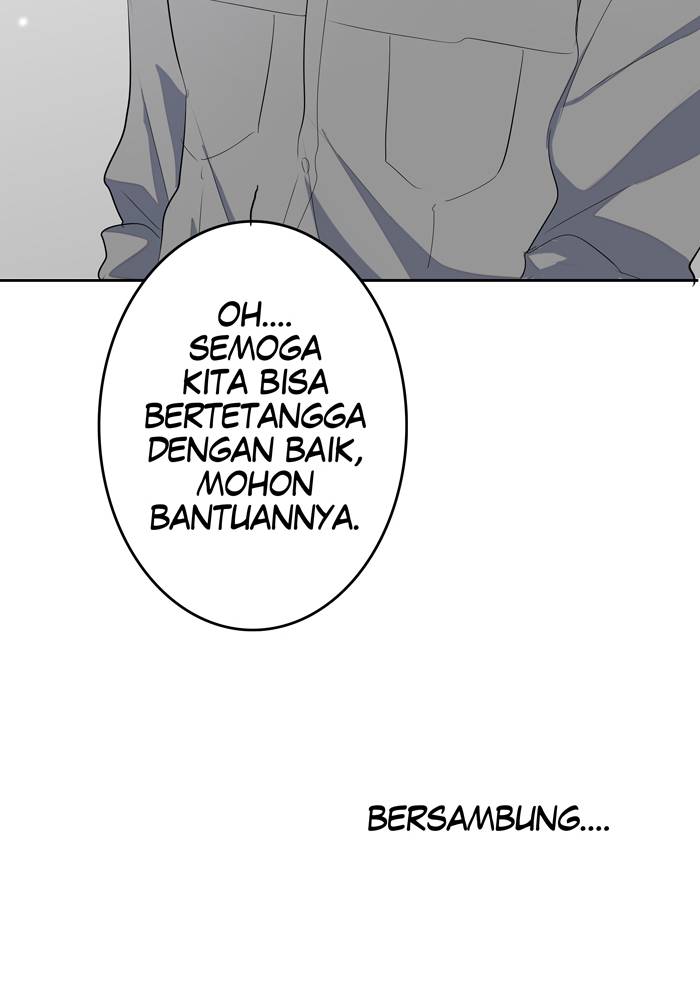 OH....
SEMOGA
KITA BISA
BERTETANGGA
DENGAN BAIK,
MOHON
BANTUANNYA.
BERSAMBUNG....